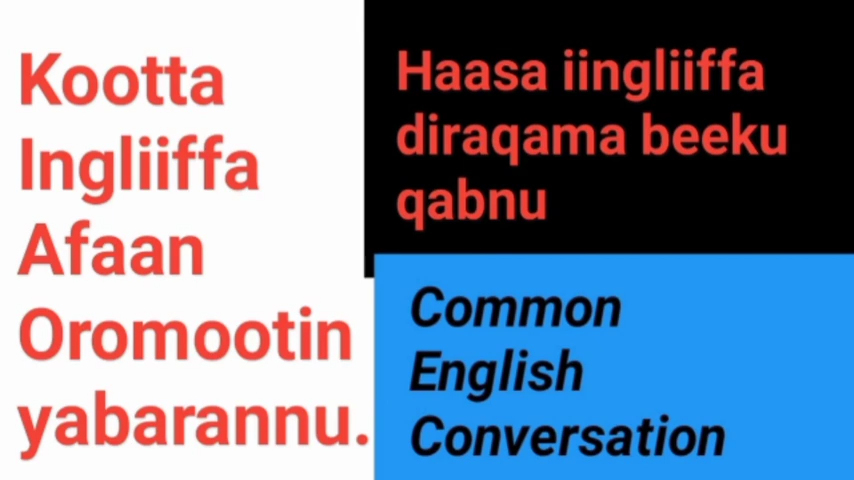 Kootta
Ingliiffa
Afaan
Oromootin
yabarannu.
Haasa iingliiffa
diraqama beeku
qabnu
Common
English
Conversation